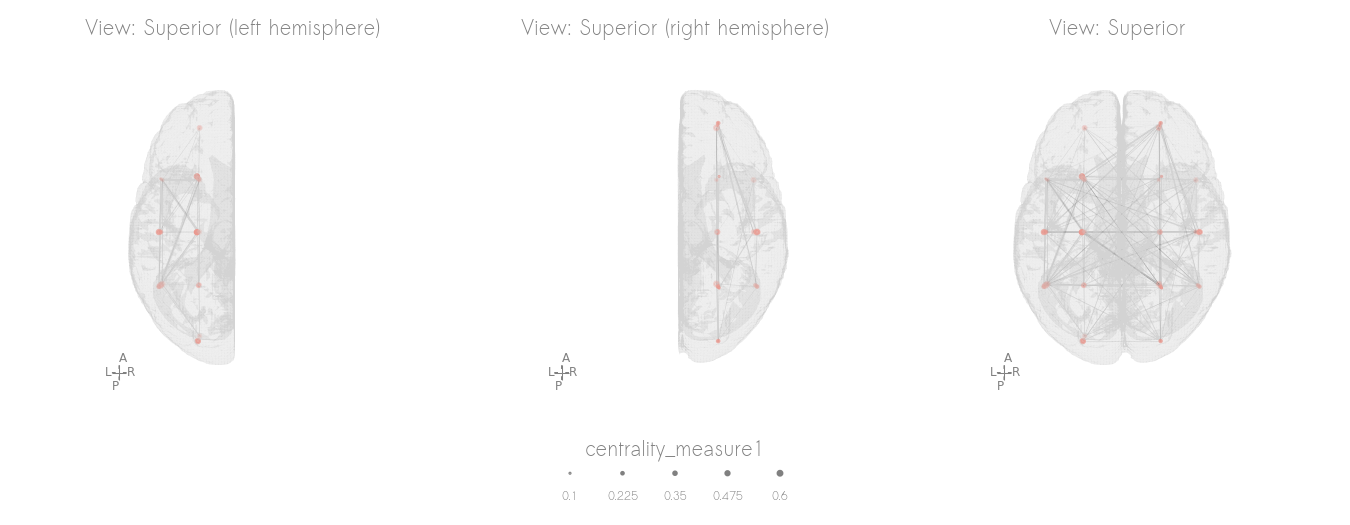 View: Superior (left hemisphere)
View: Superior (right hemisphere)
View: Superior
A
L R
P
A
L R
P
A
L R
P
centrality_measure1
0.1 0.225 0.35 0.475 0.6